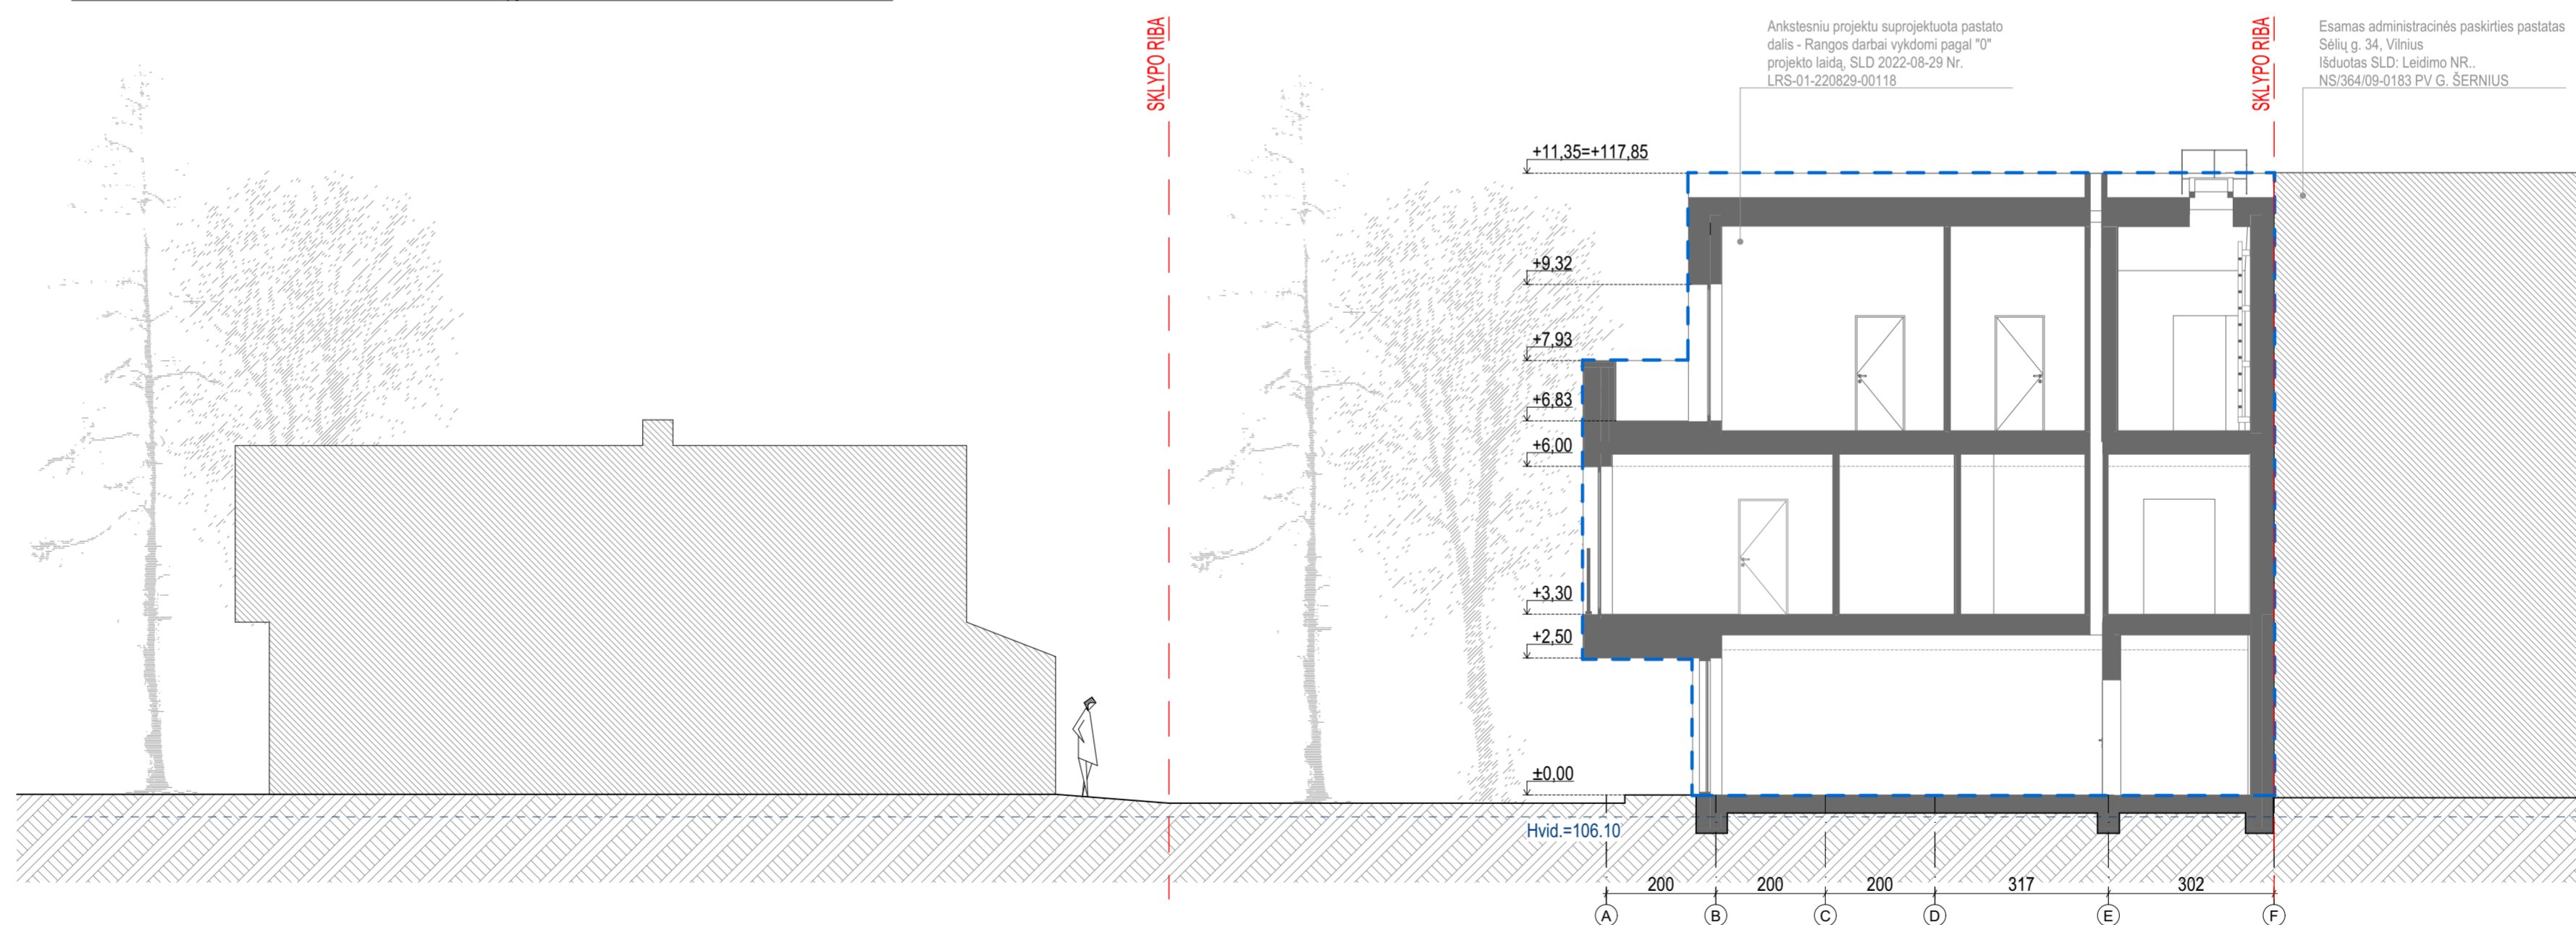 SKLYPO RIBA
Ankstesniu projektu suprojektuota pastato
dalis - Rangos darbai vykdomi pagal "0"
projekto laidą, SLD 2022-08-29 Nr.
LRS-01-220829-00118
SKLYPO RIBA
Esamas administracinės paskirties pastatas
Sėlių g. 34, Vilnius
Išduotas SLD: Leidimo NR..
NS/364/09-0183 PV G. ŠERNIUS
+11,35=+117,85
+9,32
+7,93
+6,83
+6,00
+3,30
+2,50
±0,00
Hvid.=106.10
200 200 200 317 302
A B C D E F